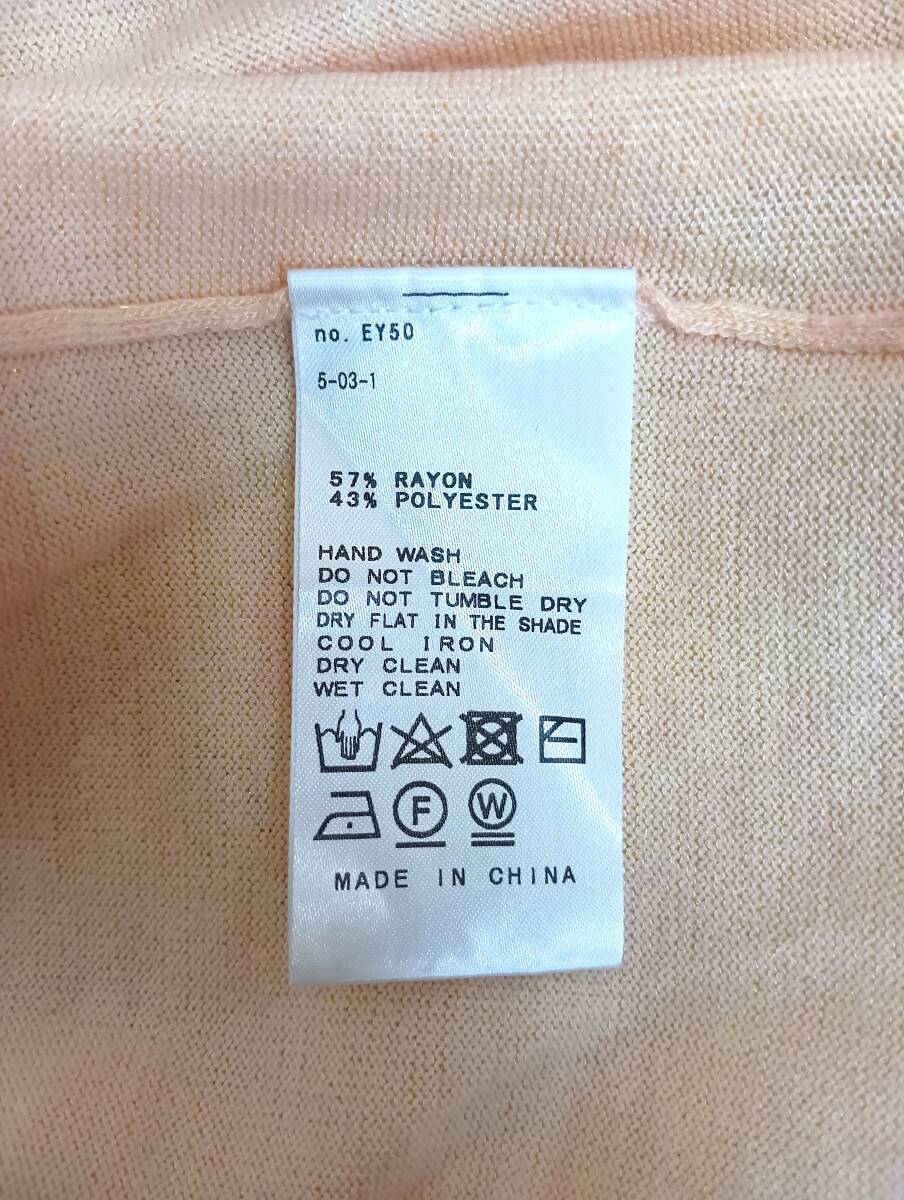 no. EY50
5-03-1
57% RAYON
43% POLYESTER
HAND WASH
DO NOT BLEACH
DO NOT TUMBLE DRY
DRY FLAT IN THE SHADE
COOL IRON
DRY CLEAN
WET CLEAN
F W
MADE IN CHINA